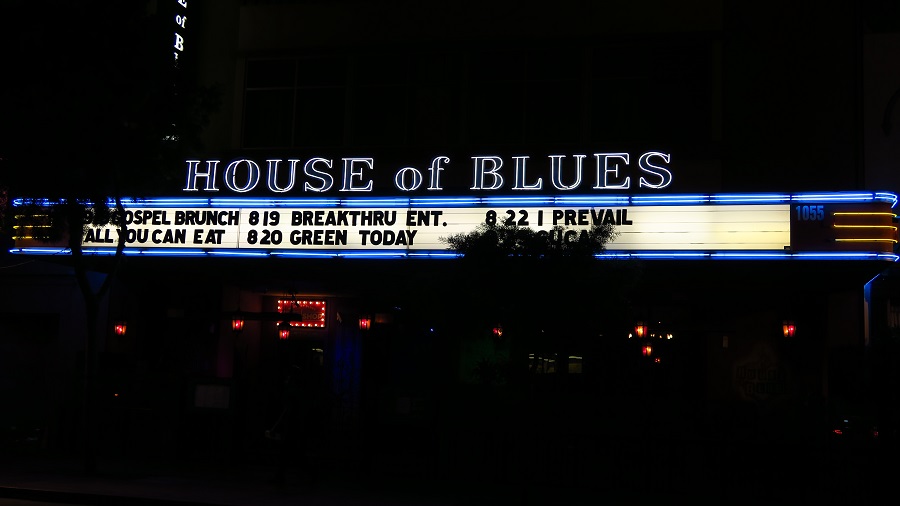 HOUSE of BLUES
GOSPEL BRUNCH 819 BREAKTHRU ENT. 8 22 I PREVAIL
ALL YOU CAN EAT 820 GREEN TODAY
1055